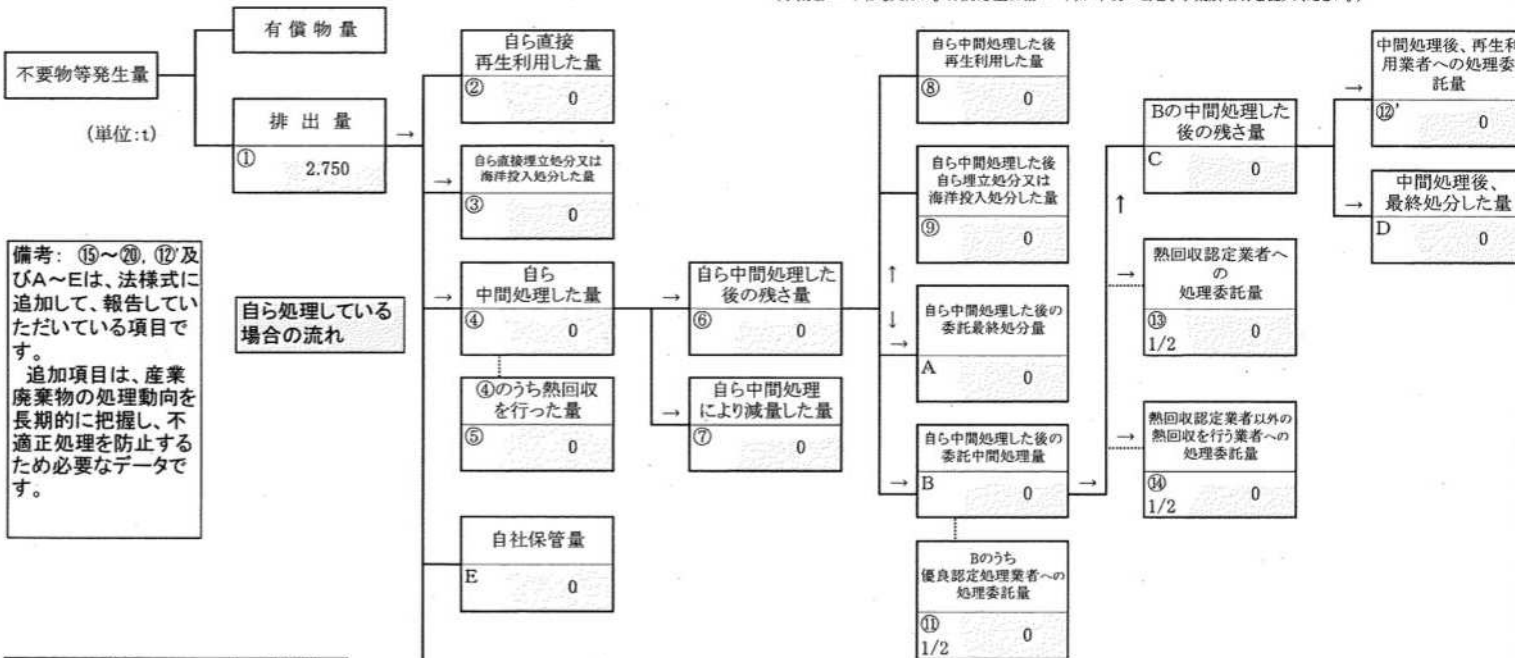 有償物量
不要物等発生量
(単位:t)
排出量
→
①
2.750
備考: ⑮~⑳, ⑫'及
びA~Eは、法様式に
追加して、報告してい
ただいている項目で
す。
追加項目は、産業
廃棄物の処理動向を
長期的に把握し、不
適正処理を防止する
ため必要なデータで
す。
自ら処理している
場合の流れ
自ら直接
再生利用した量
②
0
→
自ら直接埋立処分又は
海洋投入処分した量
③
0
→
自ら
中間処理した量
④
0
④のうち熱回収
を行った量
⑤
0
自社保管量
E
0
→
自ら中間処理した
後の残さ量
⑥
0
→
自ら中間処理
により減量した量
⑦
0
自ら中間処理した後
再生利用した量
⑧
0
自ら中間処理した後
自ら埋立処分又は
海洋投入処分した量
⑨
0
↑
↓
→
自ら中間処理した後の
委託最終処分量
A
0
→
自ら中間処理した後の
委託中間処理量
B
0
→
Bのうち
優良認定処理業者への
処理委託量
⑪
1/2
0
→
Bの中間処理した
後の残さ量
C
0
↑
→
熱回収認定業者へ
の
処理委託量
⑬
1/2
0
→
熱回収認定業者以外の
熱回収を行う業者への
処理委託量
⑭
1/2
0
→
中間処理後、再生利
用業者への処理委
託量
⑫'
0
→
中間処理後、
最終処分した量
D
0